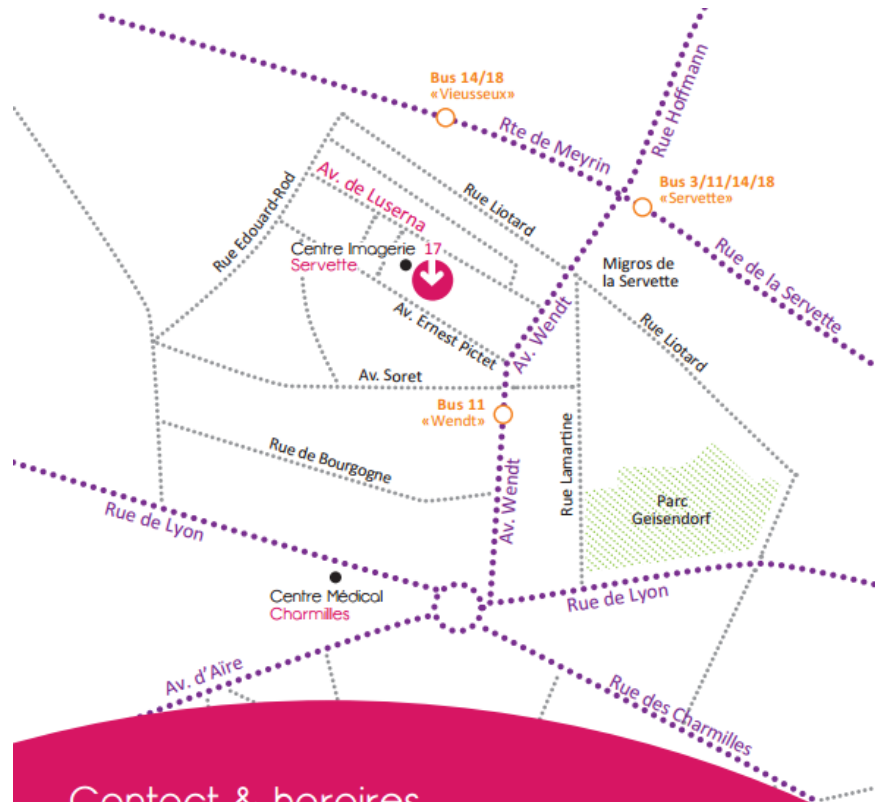 Bus 14/18
«Vieusseux»
Rte de Meyrin
Rue Hoffmann
Bus 3/11/14/18
«Servette»
Rue de la Servette
Rue Liotard
Av. de Luserna
Rue Edouard-Rod
Centre Imagerie 17
Servette
Migros de
la Servette
Av. Wendt
Av. Ernest Pictet
Rue Liotard
Av. Soret
Bus 11
«Wendt»
Rue de Bourgogne
Av. Wendt
Rue Lamartine
Parc
Geisendorf
Rue de Lyon
Centre Médical
Charmilles
Rue de Lyon
Av. d'Aïre
Rue des Charmilles
Contact & horaires